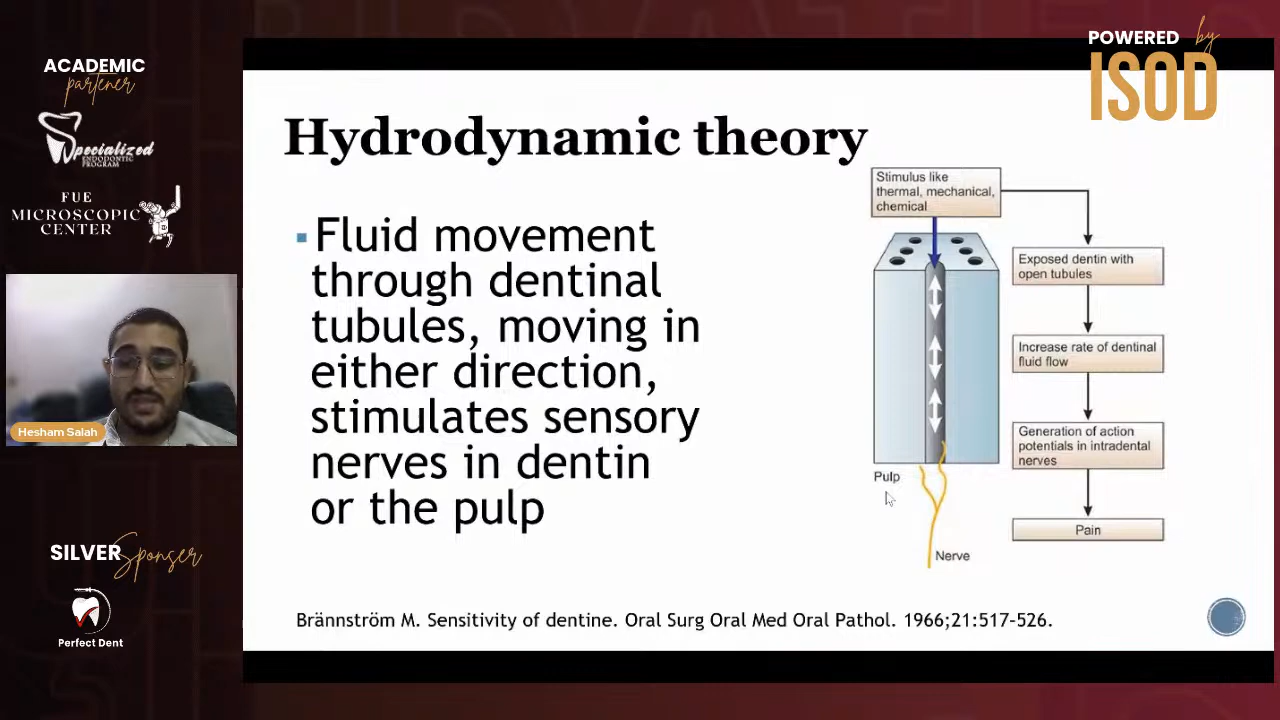 ACADEMIC
partener
Specialized
ENDODONTIC
PROGRAM
FUE
MICROSCOPIC
CENTER
Hesham Salah
SILVER Sponser
Perfect Dent
POWERED by
ISOD
Hydrodynamic theory
Fluid movement
through dentinal
tubules, moving in
either direction,
stimulates sensory
nerves in dentin
or the pulp
Stimulus like
thermal, mechanical,
chemical
Exposed dentin with
open tubules
Increase rate of dentinal
fluid flow
Generation of action
potentials in intradental
nerves
Pain
Pulp
Nerve
Brännström M. Sensitivity of dentine. Oral Surg Oral Med Oral Pathol. 1966;21:517–526.